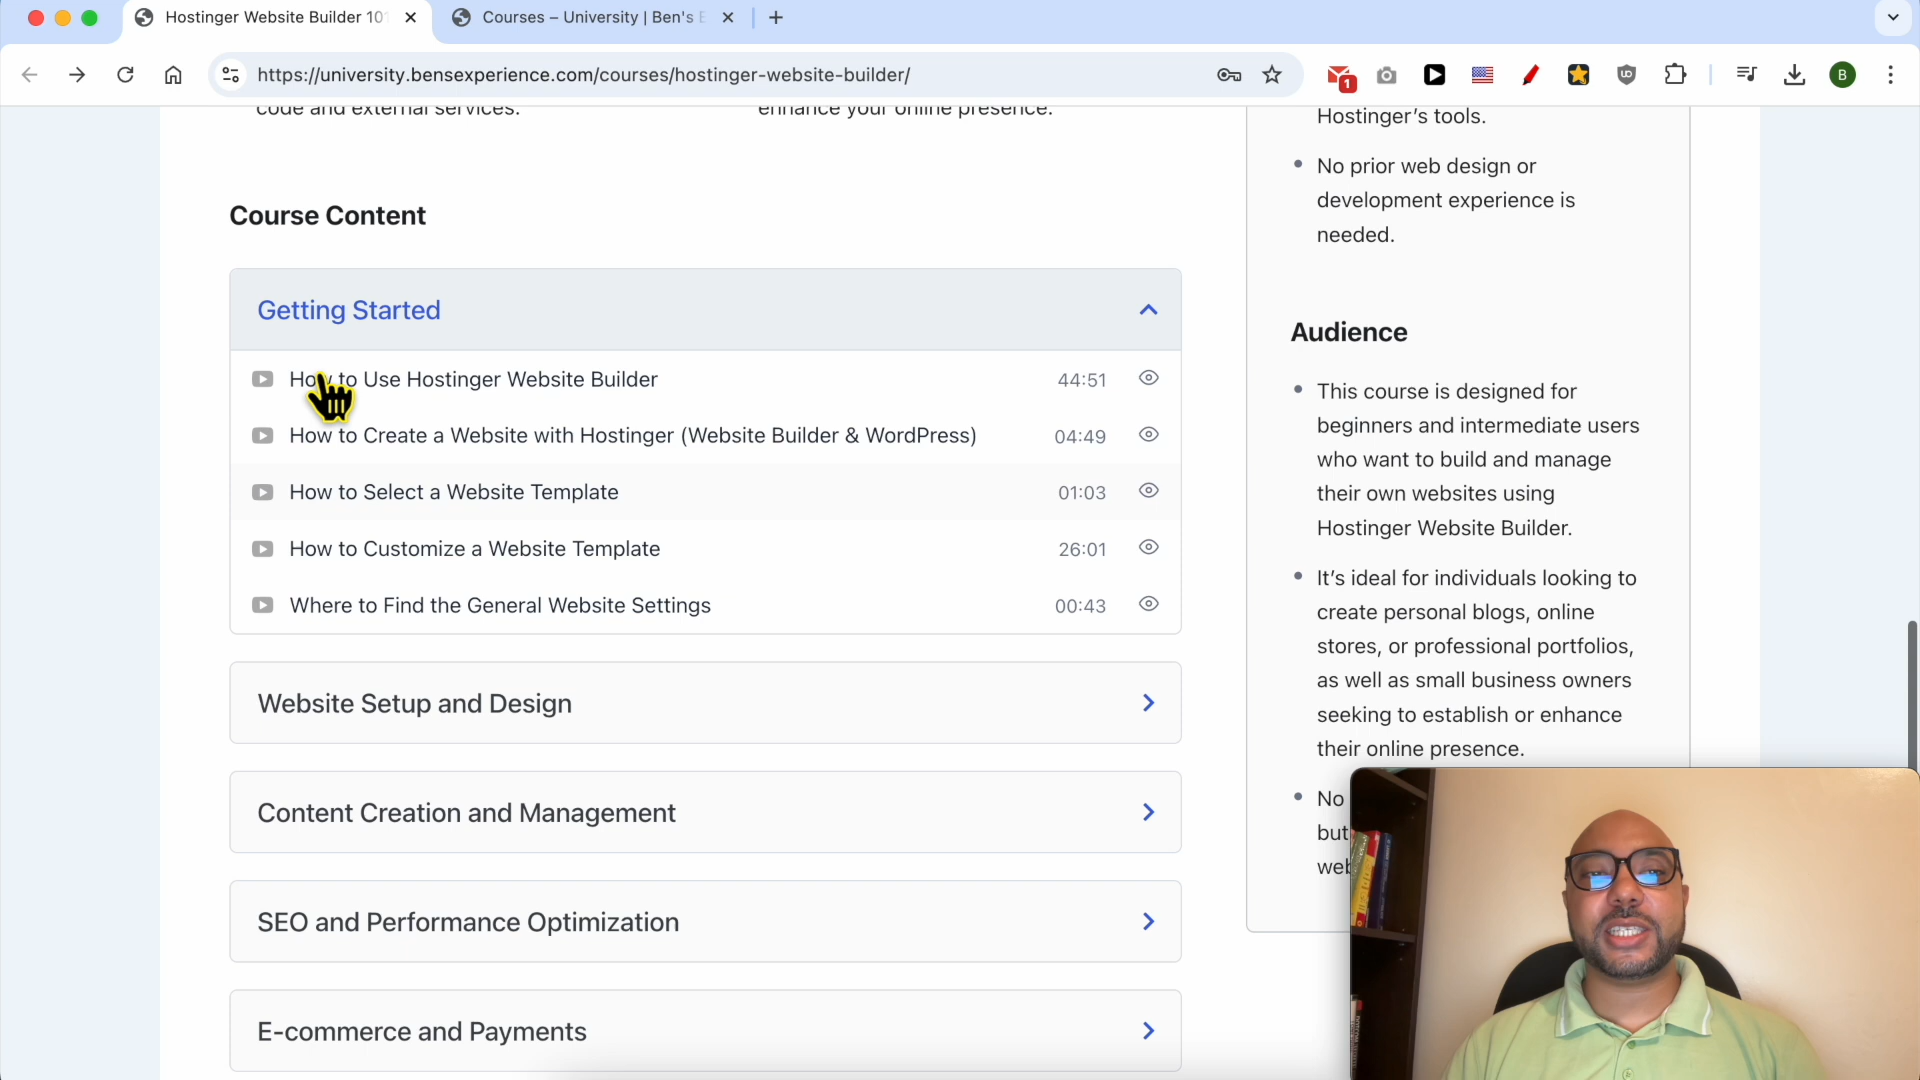 Hostinger Website Builder 10
Courses – University | Ben's E
https://university.bensexperience.com/courses/hostinger-website-builder/
1
B
code and external services.
enhance your online presence.
Course Content
Getting Started
How to Use Hostinger Website Builder 44:51
How to Create a Website with Hostinger (Website Builder & WordPress) 04:49
How to Select a Website Template 01:03
How to Customize a Website Template 26:01
Where to Find the General Website Settings 00:43
Website Setup and Design
Content Creation and Management
SEO and Performance Optimization
E-commerce and Payments
Hostinger's tools.
• No prior web design or
development experience is
needed.
Audience
• This course is designed for
beginners and intermediate users
who want to build and manage
their own websites using
Hostinger Website Builder.
• It's ideal for individuals looking to
create personal blogs, online
stores, or professional portfolios,
as well as small business owners
seeking to establish or enhance
their online presence.
• No
but